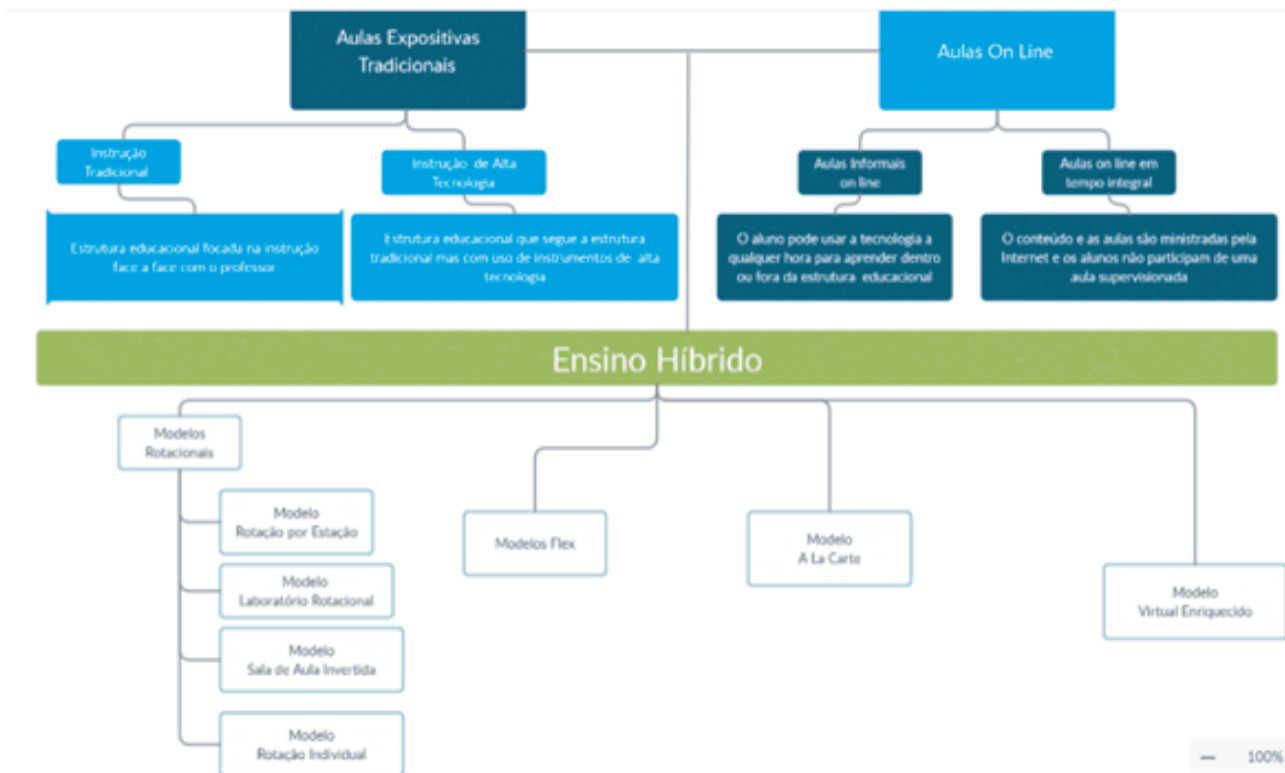 Aulas Expositivas
Tradicionais
Aulas On Line
Instrução
Tradicional
Instrução de Alta
Tecnologia
Aulas Informais
on line
Aulas on line em
tempo integral
Estrutura educacional focada na instrução
face a face com o professor
Estrutura educacional que segue a estrutura
tradicional mas com uso de instrumentos de alta
tecnologia
O aluno pode usar a tecnologia a
qualquer hora para aprender dentro
ou fora da estrutura educacional
O conteúdo e as aulas são ministradas pela
Internet e os alunos não participam de uma
aula supervisionada
Ensino Híbrido
Modelos
Rotacionais
Modelo
Rotação por Estação
Modelo
Laboratório Rotacional
Modelo
Sala de Aula Invertida
Modelo
Rotação Individual
Modelos Flex
Modelo
A La Carte
Modelo
Virtual Enriquecido
— 100%